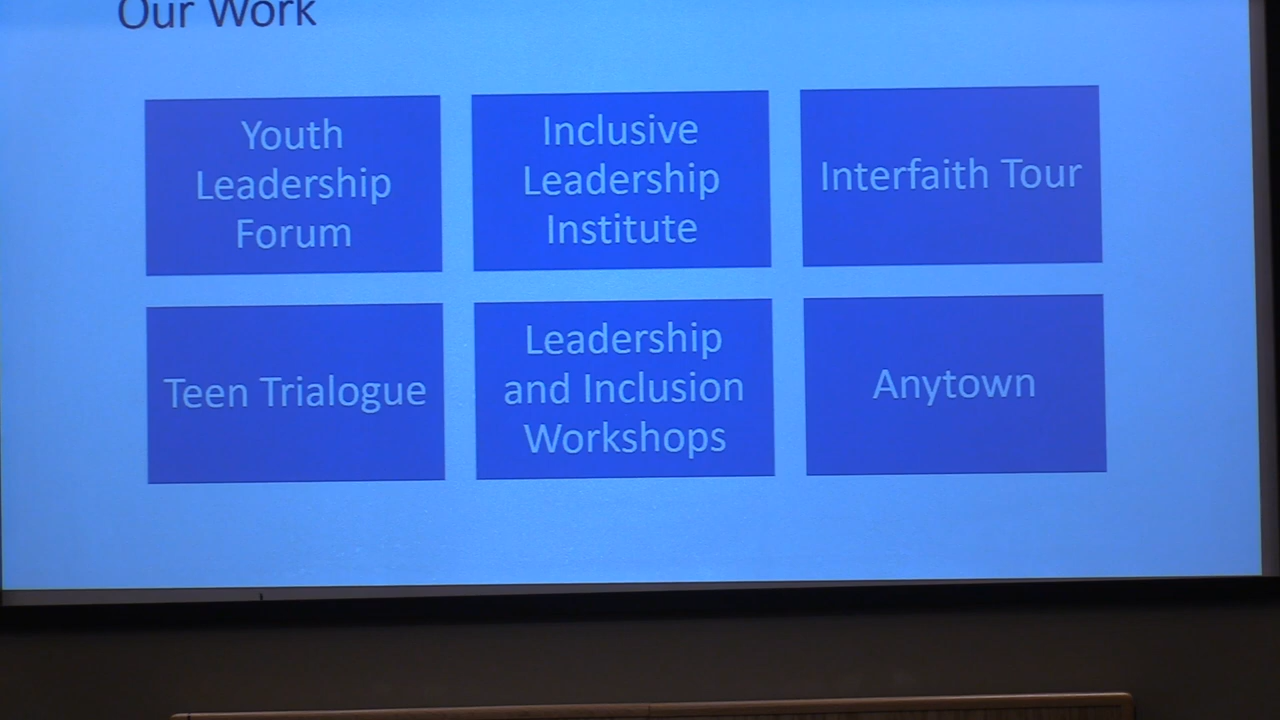 Our Work
Youth
Leadership
Forum
Inclusive
Leadership
Institute
Interfaith Tour
Teen Trialogue
Leadership
and Inclusion
Workshops
Anytown